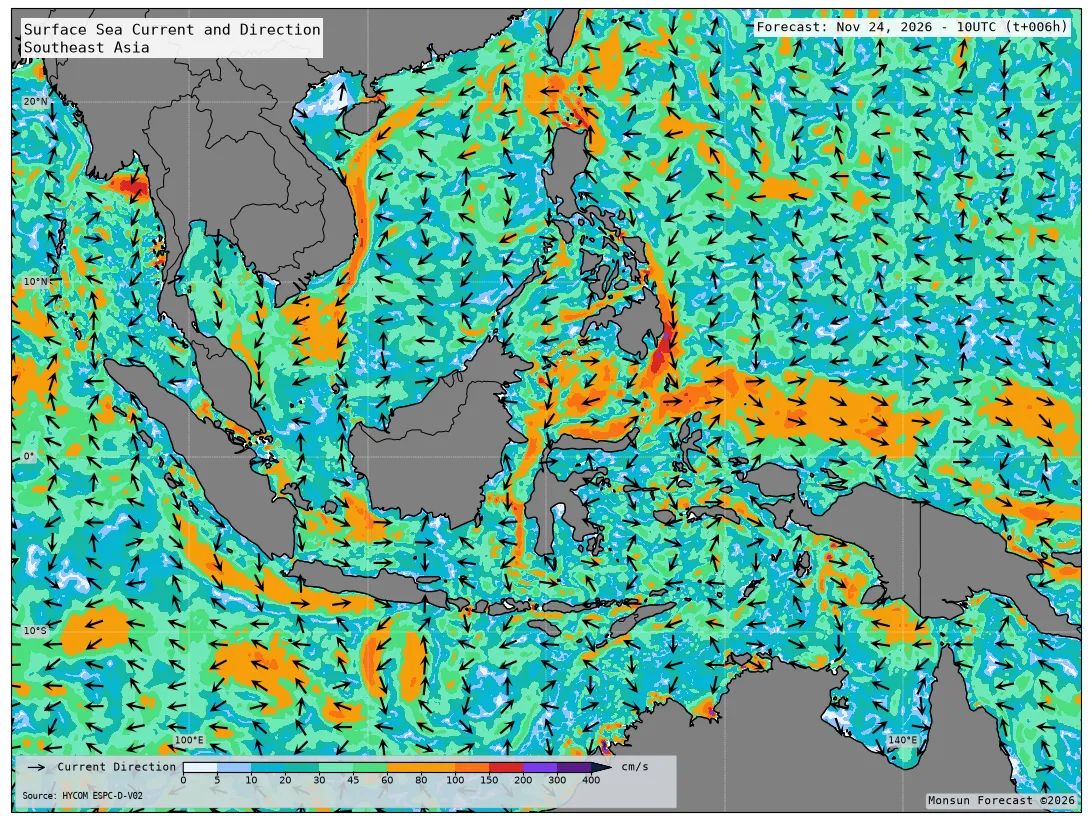 Surface Sea Current and Direction
Southeast Asia
Forecast: Nov 24, 2026 - 10UTC (t+006h)
20°N
10°N
0°
10°S
100°E
140°E
Current Direction
0 5 10 20 30 45 60 80 100 150 200 300 400 cm/s
Source: HYCOM ESPC-D-V02
Monsun Forecast ©2026